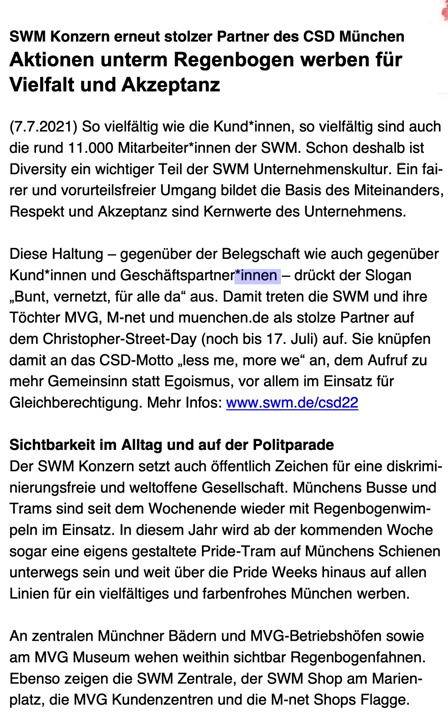 SWM Konzern erneut stolzer Partner des CSD München
Aktionen unterm Regenbogen werben für
Vielfalt und Akzeptanz
(7.7.2021) So vielfältig wie die Kund*innen, so vielfältig sind auch
die rund 11.000 Mitarbeiter*innen der SWM. Schon deshalb ist
Diversity ein wichtiger Teil der SWM Unternehmenskultur. Ein fai-
rer und vorurteilsfreier Umgang bildet die Basis des Miteinanders,
Respekt und Akzeptanz sind Kernwerte des Unternehmens.
Diese Haltung – gegenüber der Belegschaft wie auch gegenüber
Kund*innen und Geschäftspartner*innen – drückt der Slogan
„Bunt, vernetzt, für alle da“ aus. Damit treten die SWM und ihre
Töchter MVG, M-net und muenchen.de als stolze Partner auf
dem Christopher-Street-Day (noch bis 17. Juli) auf. Sie knüpfen
damit an das CSD-Motto „less me, more we“ an, dem Aufruf zu
mehr Gemeinsinn statt Egoismus, vor allem im Einsatz für
Gleichberechtigung. Mehr Infos: www.swm.de/csd22
Sichtbarkeit im Alltag und auf der Politparade
Der SWM Konzern setzt auch öffentlich Zeichen für eine diskrimi-
nierungsfreie und weltoffene Gesellschaft. Münchens Busse und
Trams sind seit dem Wochenende wieder mit Regenbogenwim-
peln im Einsatz. In diesem Jahr wird ab der kommenden Woche
sogar eine eigens gestaltete Pride-Tram auf Münchens Schienen
unterwegs sein und weit über die Pride Weeks hinaus auf allen
Linien für ein vielfältiges und farbenfrohes München werben.
An zentralen Münchner Bädern und MVG-Betriebshöfen sowie
am MVG Museum wehen weithin sichtbar Regenbogenfahnen.
Ebenso zeigen die SWM Zentrale, der SWM Shop am Marien-
platz, die MVG Kundenzentren und die M-net Shops Flagge.